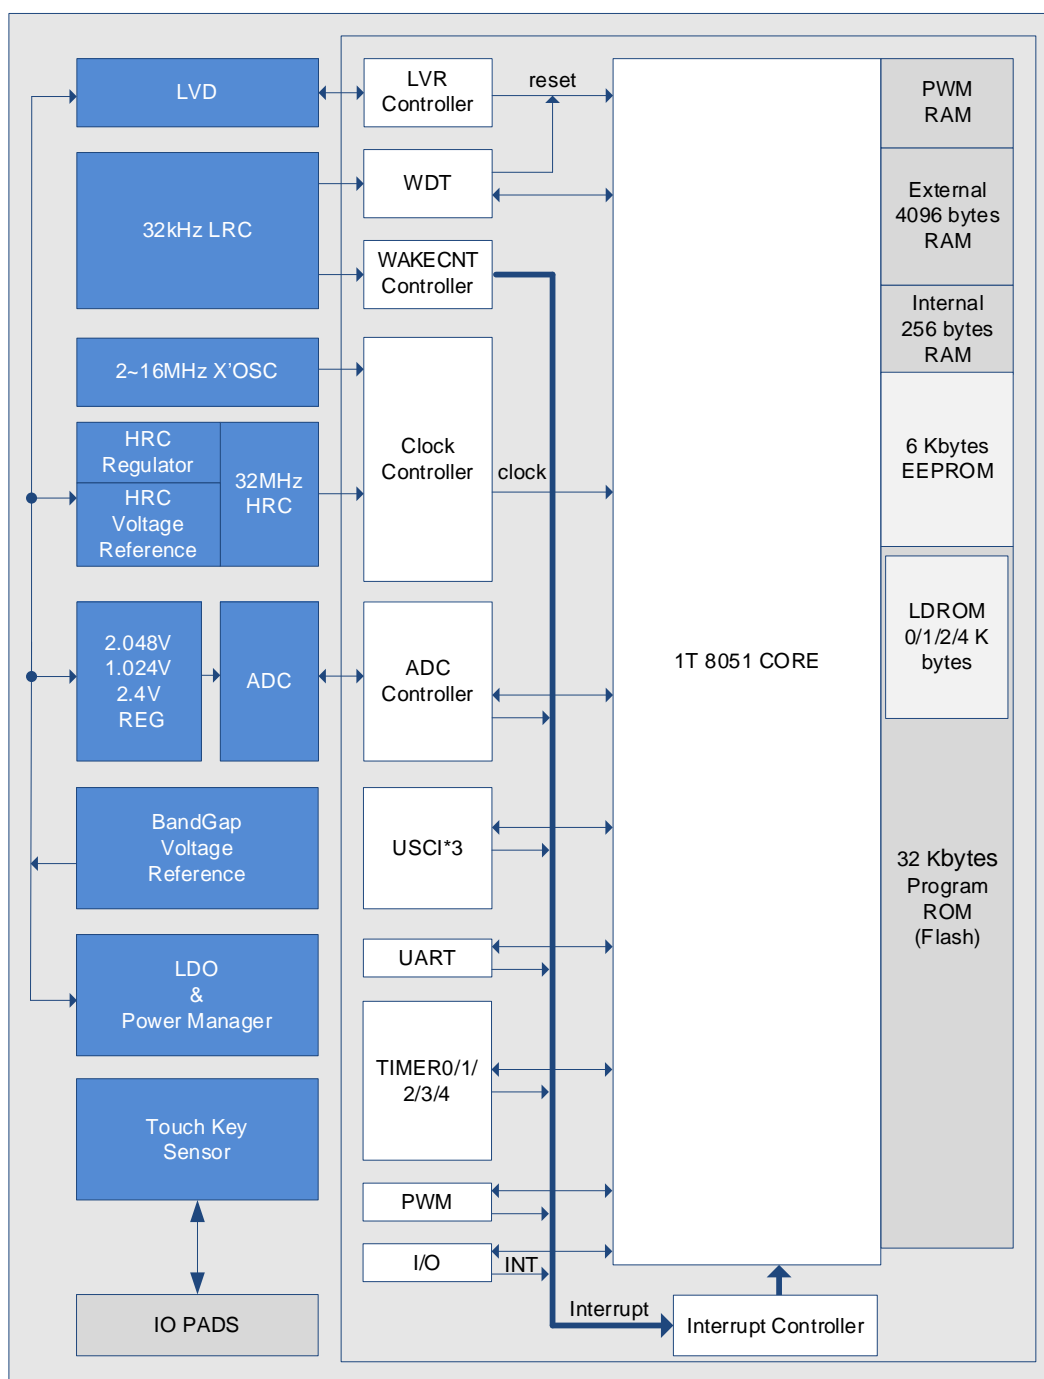 LVD
LVR
Controller
reset
PWM
RAM
32kHz LRC
WDT
External
4096 bytes
RAM
WAKECNT
Controller
Internal
256 bytes
RAM
2~16MHz X'OSC
HRC
Regulator
HRC
Voltage
Reference
32MHz
HRC
Clock
Controller
clock
6 Kbytes
EEPROM
2.048V
1.024V
2.4V
REG
ADC
ADC
Controller
1T 8051 CORE
LDROM
0/1/2/4 K
bytes
BandGap
Voltage
Reference
USCI*3
32 Kbytes
Program
ROM
(Flash)
UART
LDO
&
Power Manager
TIMER0/1/
2/3/4
Touch Key
Sensor
PWM
I/O
INT
IO PADS
Interrupt
Interrupt Controller